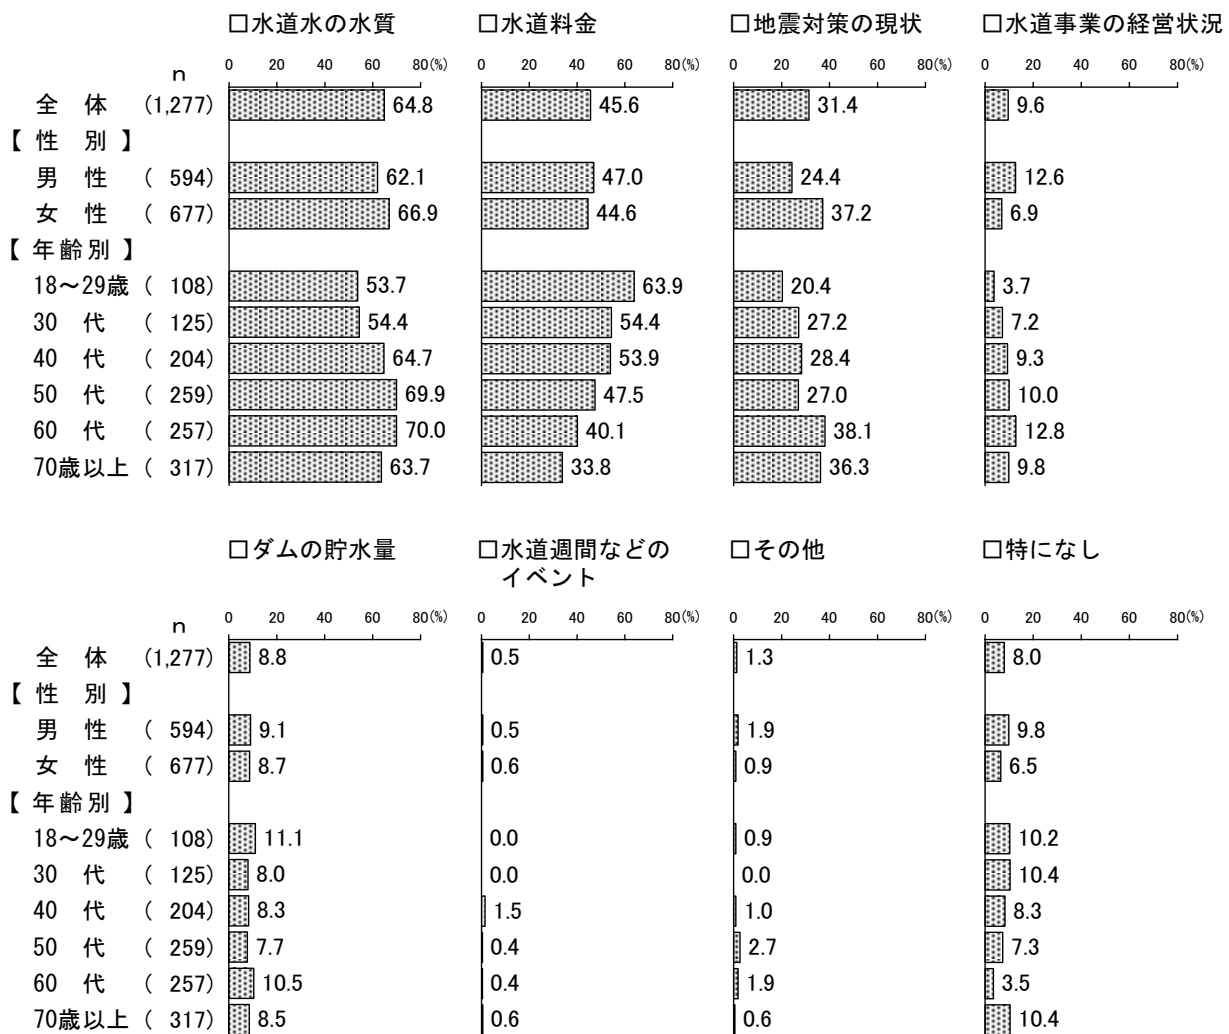 □水道水の水質 □水道料金 □地震対策の現状 □水道事業の経営状況
n 0 20 40 60 80(%) 0 20 40 60 80(%) 0 20 40 60 80(%) 0 20 40 60 80(%)
全 体 (1,277) 64.8 45.6 31.4 9.6
【 性 別 】
男 性 ( 594) 62.1 47.0 24.4 12.6
女 性 ( 677) 66.9 44.6 37.2 6.9
【 年齢別 】
18～29歳 ( 108) 53.7 63.9 20.4 3.7
30 代 ( 125) 54.4 54.4 27.2 7.2
40 代 ( 204) 64.7 53.9 28.4 9.3
50 代 ( 259) 69.9 47.5 27.0 10.0
60 代 ( 257) 70.0 40.1 38.1 12.8
70歳以上 ( 317) 63.7 33.8 36.3 9.8
□ダムの貯水量 □水道週間などの □その他 □特になし
イベント
n 0 20 40 60 80(%) 0 20 40 60 80(%) 0 20 40 60 80(%) 0 20 40 60 80(%)
全 体 (1,277) 8.8 0.5 1.3 8.0
【 性 別 】
男 性 ( 594) 9.1 0.5 1.9 9.8
女 性 ( 677) 8.7 0.6 0.9 6.5
【 年齢別 】
18～29歳 ( 108) 11.1 0.0 0.9 10.2
30 代 ( 125) 8.0 0.0 0.0 10.4
40 代 ( 204) 8.3 1.5 1.0 8.3
50 代 ( 259) 7.7 0.4 2.7 7.3
60 代 ( 257) 10.5 0.4 1.9 3.5
70歳以上 ( 317) 8.5 0.6 0.6 10.4